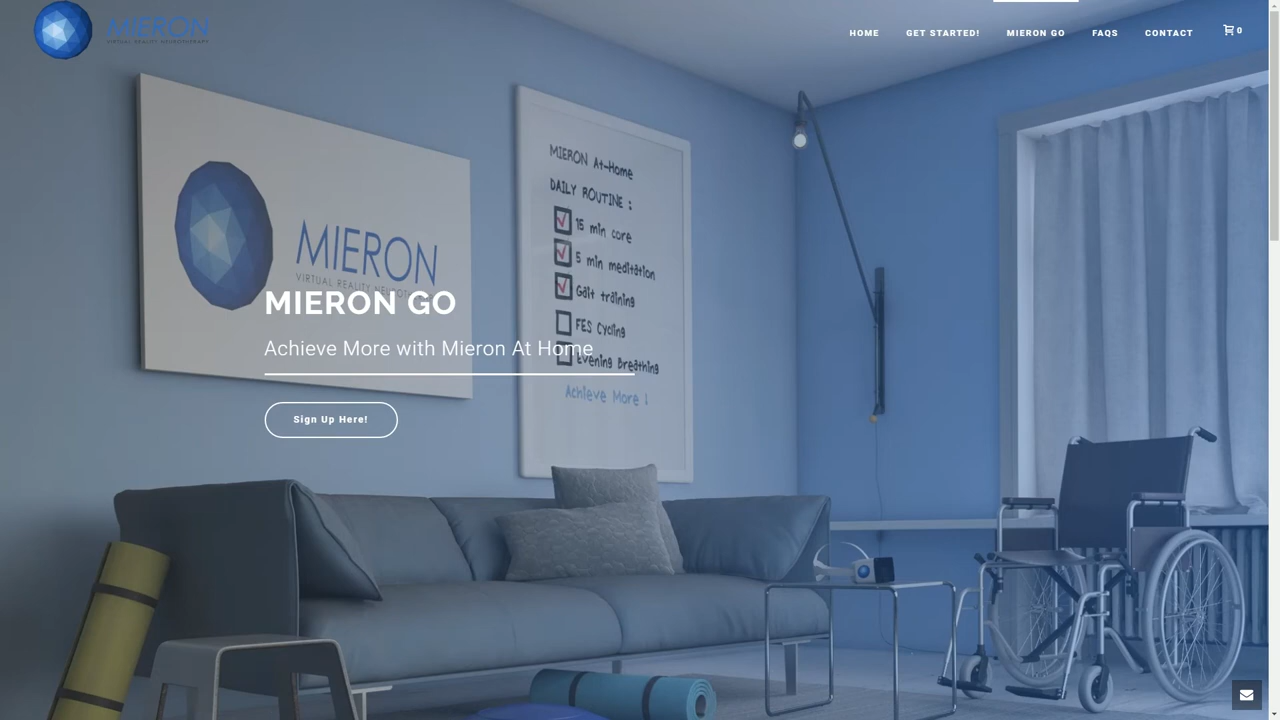 MIERON
VIRTUAL REALITY NEUROTHERAPY
HOME
GET STARTED!
MIERON GO
FAQS
CONTACT
0
MIERON
VIRTUAL REALITY
MIERON At-Home
DAILY ROUTINE :
15 min core
5 min meditation
Gait training
FES Cycling
Evening Breathing
Achieve More !
MIERON GO
Achieve More with Mieron At Home
Sign Up Here!